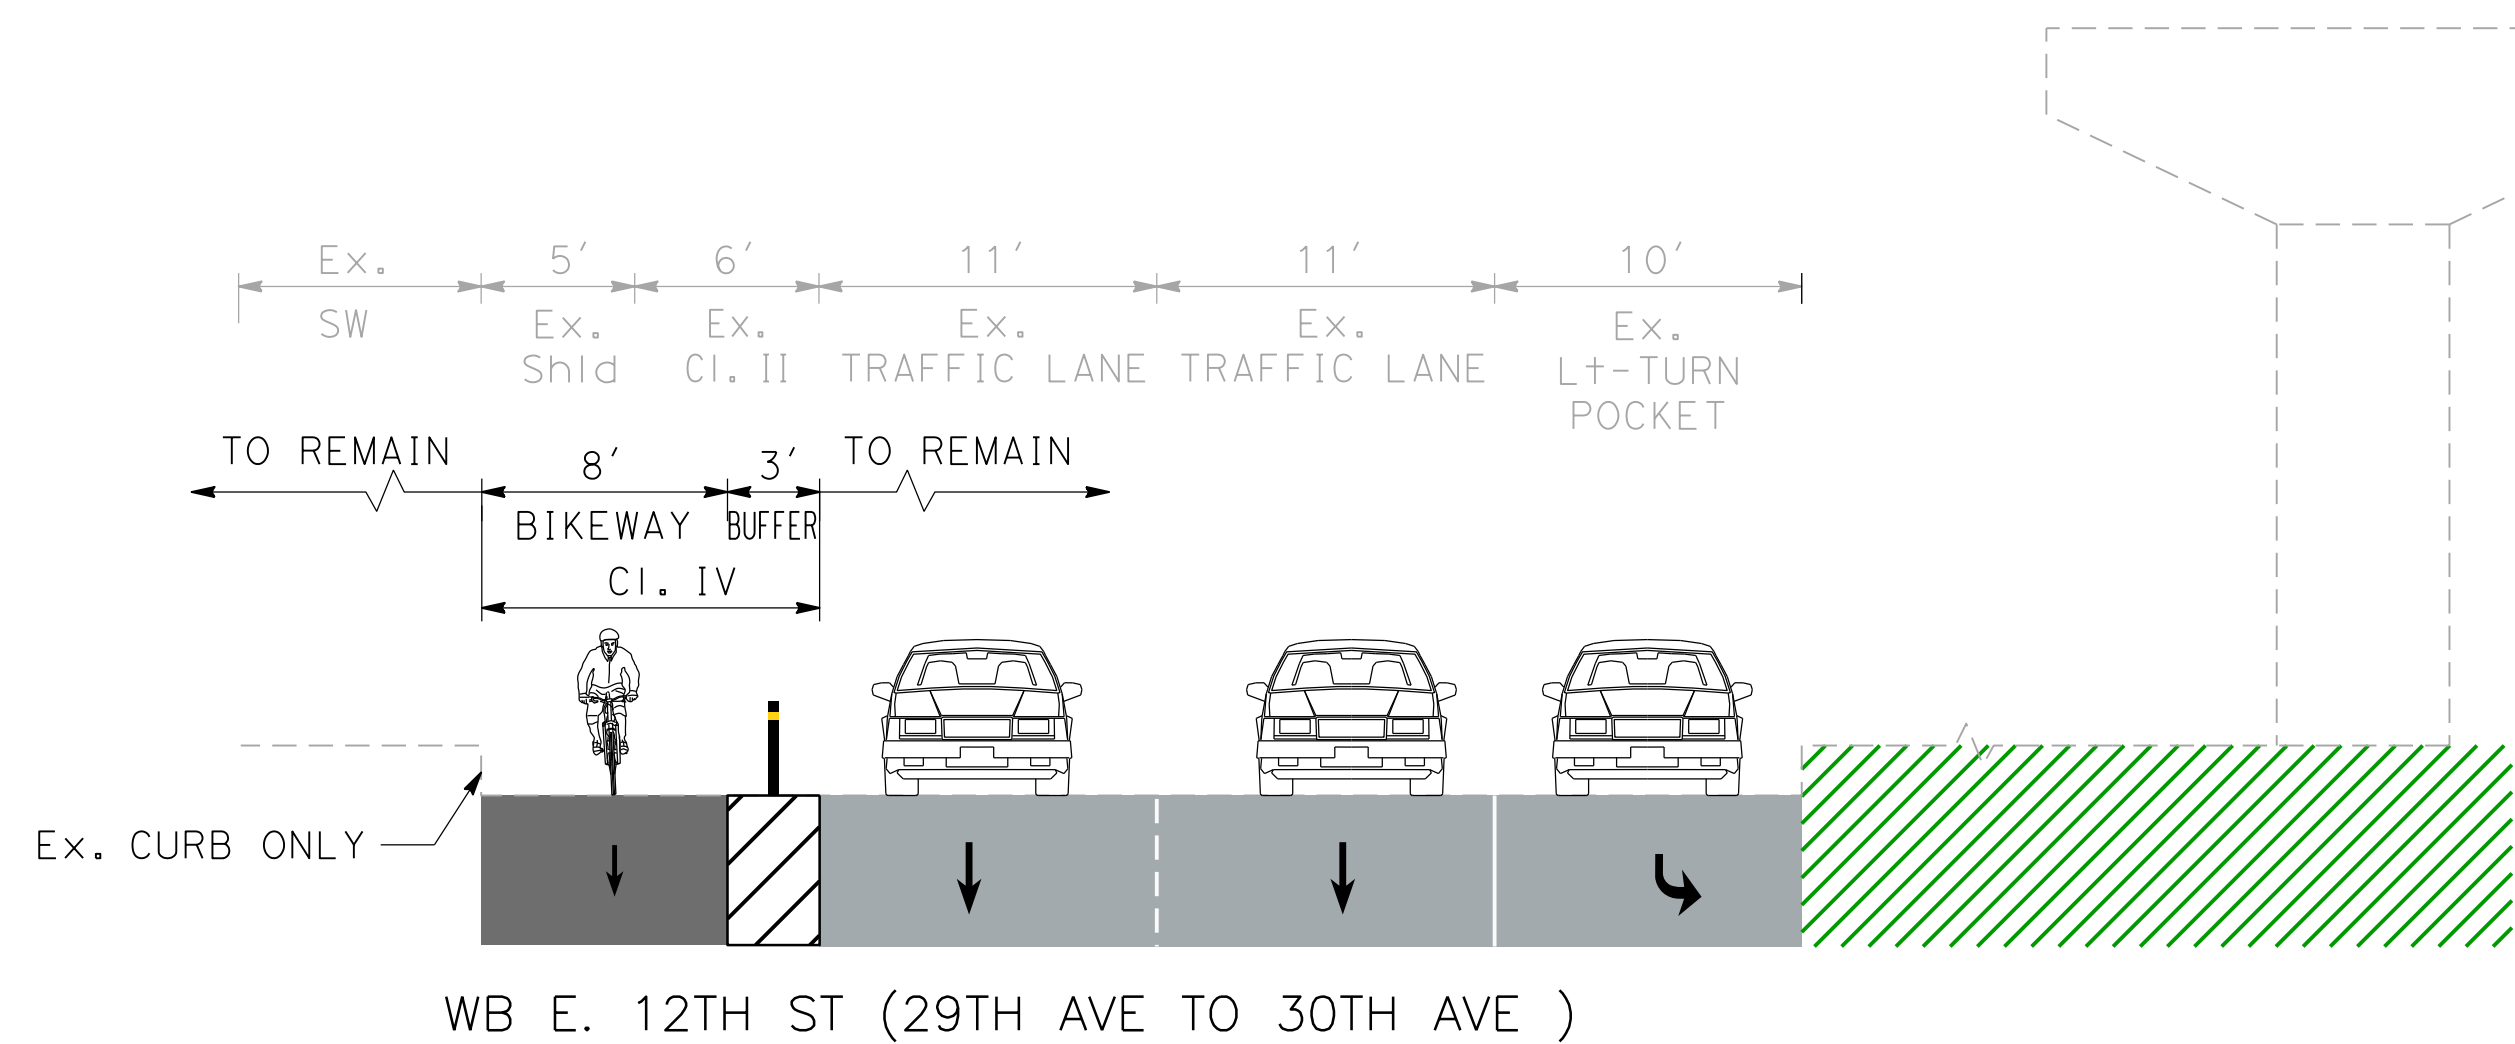 Ex. 5' 6' 11' 11' 10'
SW Ex. Ex. Ex. Ex. Ex.
Shld Cl. II TRAFFIC LANE TRAFFIC LANE Lt-TURN
POCKET
TO REMAIN 8' 3' TO REMAIN
BIKEWAY BUFFER
Cl. IV
Ex. CURB ONLY
WB E. 12TH ST (29TH AVE TO 30TH AVE )